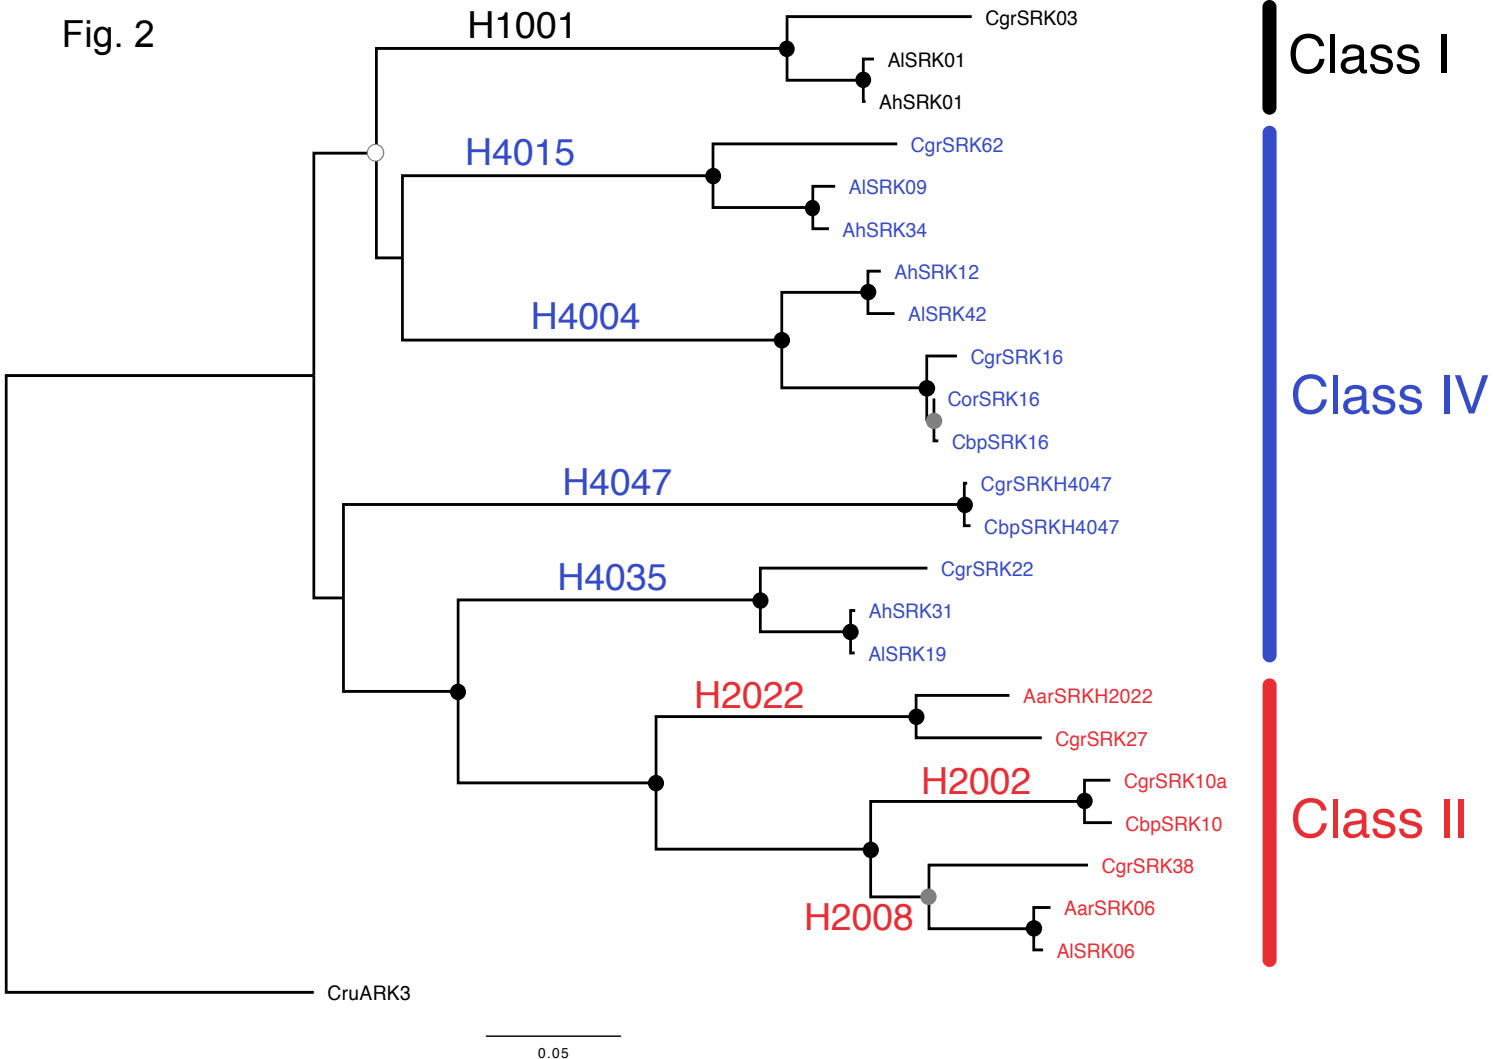 Fig. 2
H1001
CgrSRK03
AlSRK01
AhSRK01
Class I
H4015
CgrSRK62
AlSRK09
AhSRK34
H4004
AhSRK12
AlSRK42
CgrSRK16
CorSRK16
CbpSRK16
Class IV
H4047
CgrSRKH4047
CbpSRKH4047
H4035
CgrSRK22
AhSRK31
AlSRK19
H2022
AarSRKH2022
CgrSRK27
H2002
CgrSRK10a
CbpSRK10
Class II
H2008
CgrSRK38
AarSRK06
AlSRK06
CruARK3
0.05